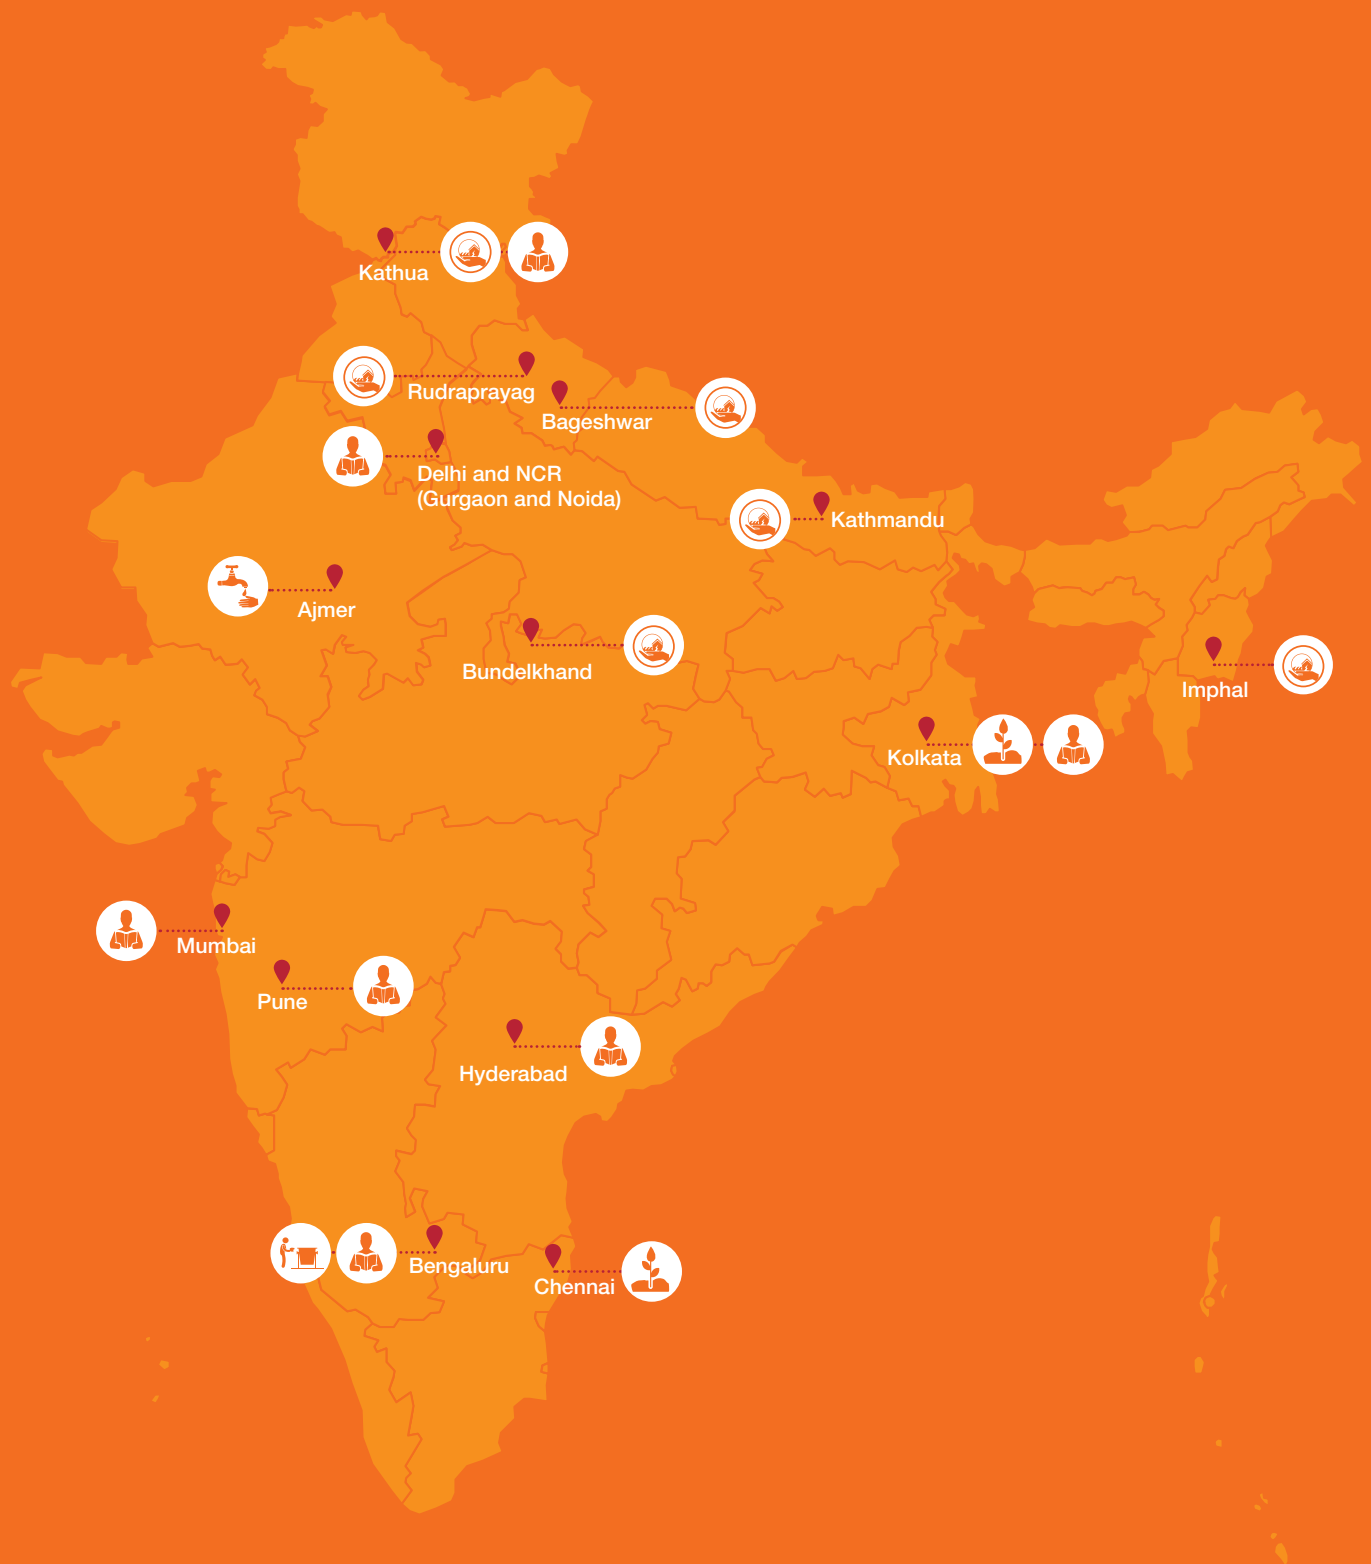 Kathua
Rudraprayag
Bageshwar
Delhi and NCR
(Gurgaon and Noida)
Kathmandu
Ajmer
Bundelkhand
Imphal
Kolkata
Mumbai
Pune
Hyderabad
Bengaluru
Chennai